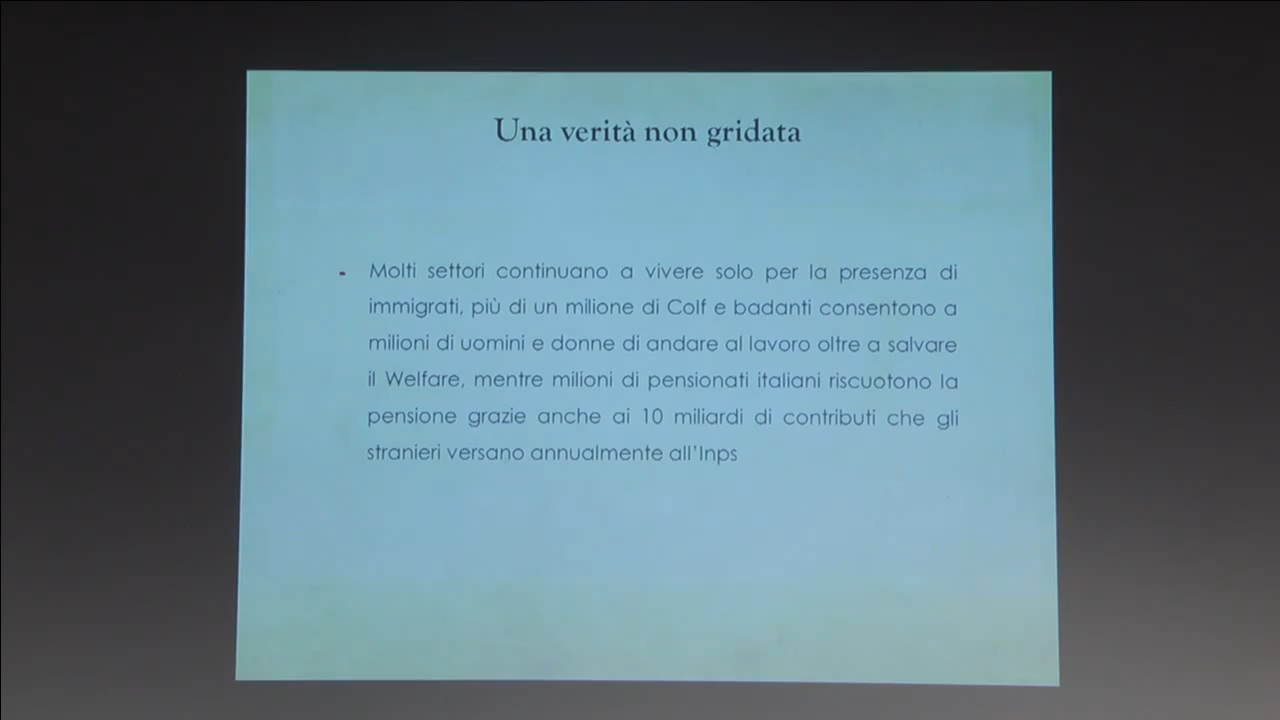 Una verità non gridata
- Molti settori continuano a vivere solo per la presenza di
immigrati, più di un milione di Colf e badanti consentono a
milioni di uomini e donne di andare al lavoro oltre a salvare
il Welfare, mentre milioni di pensionati italiani riscuotono la
pensione grazie anche ai 10 miliardi di contributi che gli
stranieri versano annualmente all'Inps